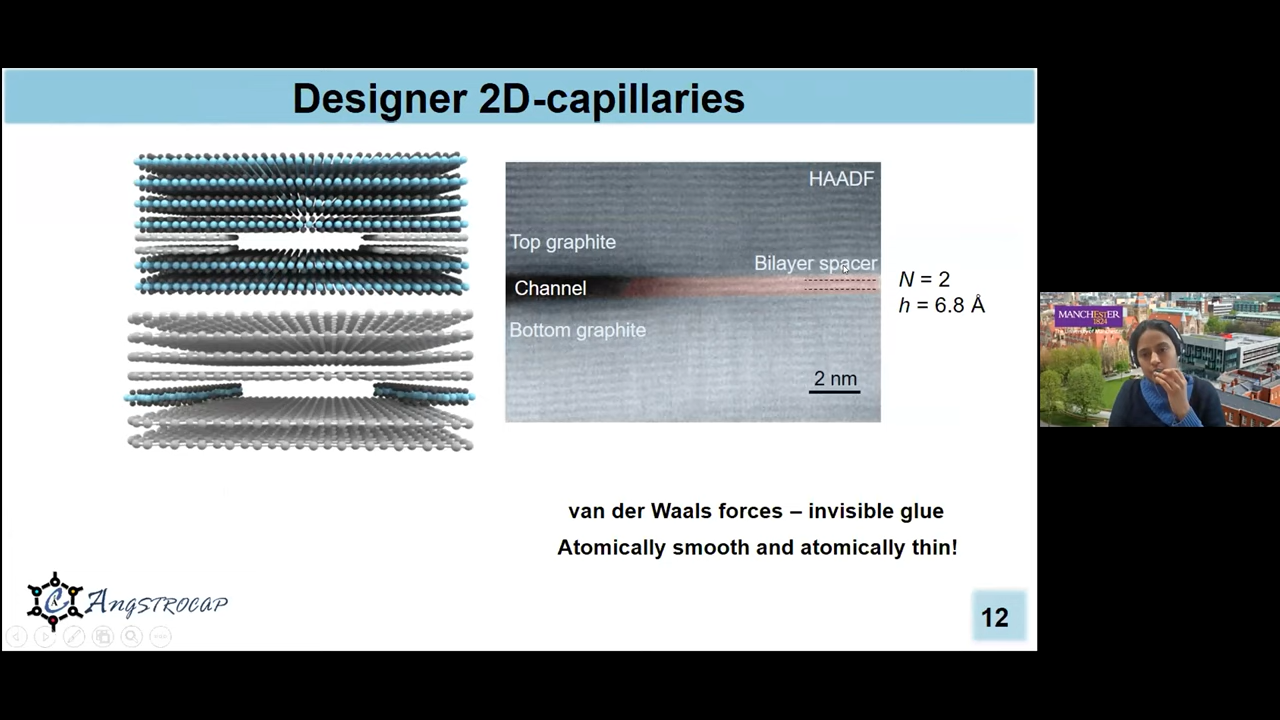 Designer 2D-capillaries
HAADF
Top graphite
Bilayer spacer
Channel
Bottom graphite
2 nm
N = 2
h = 6.8 Å
van der Waals forces – invisible glue
Atomically smooth and atomically thin!
ANGSTROCAP
12
MANCHESTER
1824